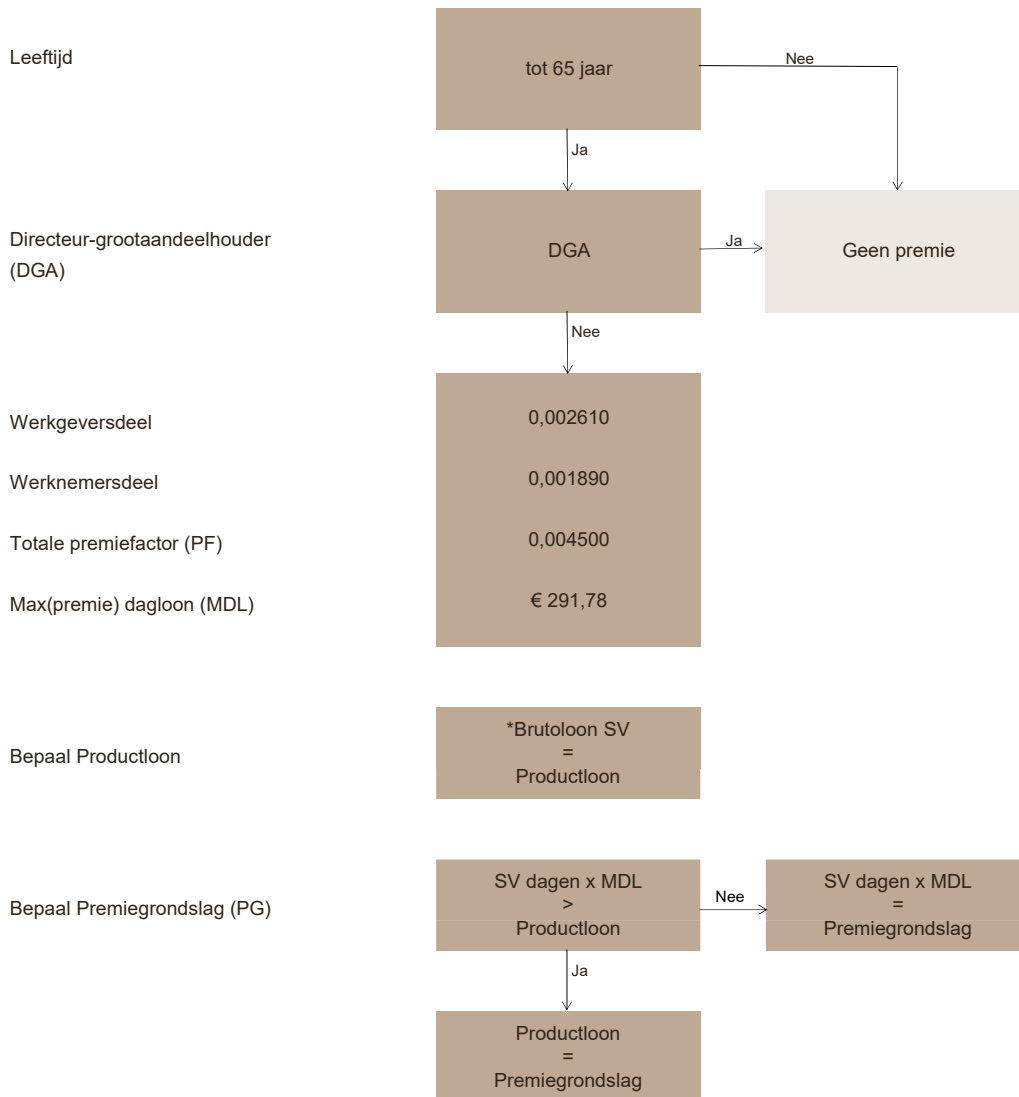 Leeftijd
tot 65 jaar
Nee
Ja
Directeur-grootaandeelhouder
(DGA)
DGA
Ja
Geen premie
Nee
Werkgeversdeel
0,002610
Werknemersdeel
0,001890
Totale premiefactor (PF)
0,004500
Max(premie) dagloon (MDL)
€ 291,78
Bepaal Productloon
*Brutoloon SV
=
Productloon
Bepaal Premiegrondslag (PG)
SV dagen x MDL
>
Productloon
Nee
SV dagen x MDL
=
Premiegrondslag
Ja
Productloon
=
Premiegrondslag